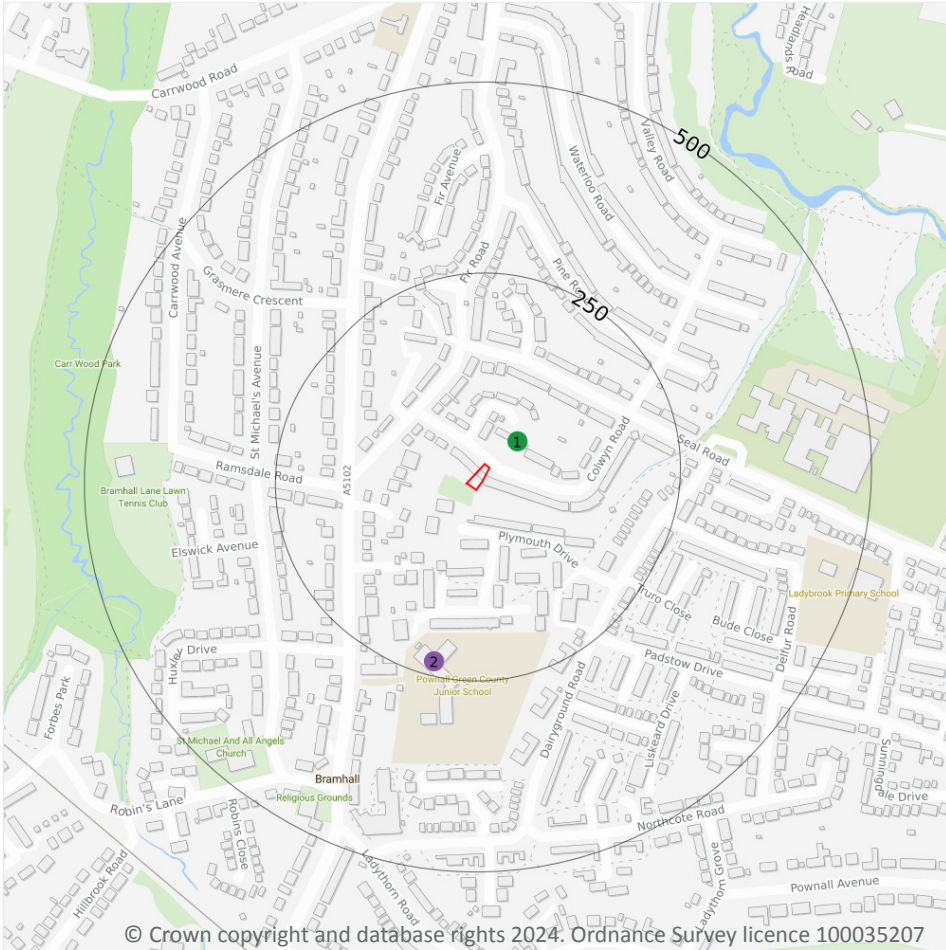 Headlands Road
Carrwood Road
500
Valley Road
Waterloo Road
Fir Avenue
Carrwood Avenue
Fir Road
Pine Ro
Grasmere Crescent
250
St Michael's Avenue
Carr Wood Park
1
Colwyn Road
Seal Road
Ramsdale Road
A5102
Bramhall Lane Lawn
Tennis Club
Plymouth Drive
Elswick Avenue
Truro Close
Ladybrook Primary School
Bude Close
Delfur Road
Huxley Drive
2
Padstow Drive
Pownall Green County
Junior School
Forbes Park
Dairyground Road
Liskeard Drive
St Michael And All Angels
Church
Bramhall
Religious Grounds
Sunningd
ale Drive
Robin's Lane
Robins Close
Northcote Road
Hillbrook Road
Ladythorn Road
Ladythorn Grove
Pownall Avenue
© Crown copyright and database rights 2024. Ordnance Survey licence 100035207